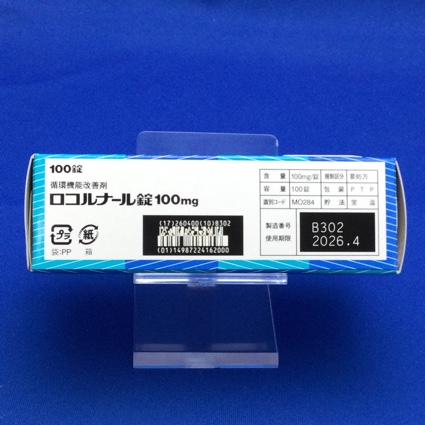 100錠
循環機能改善剤
ロコルナール錠100mg
プラ
紙
袋:PP 箱
(17)260400(10)B302
(01)14987224162000
含量 100mg/錠 規制区分 要処方
容量 100錠 包装 PTP
識別コード MO284 貯法 室温
製造番号 B302
使用期限 2026.4